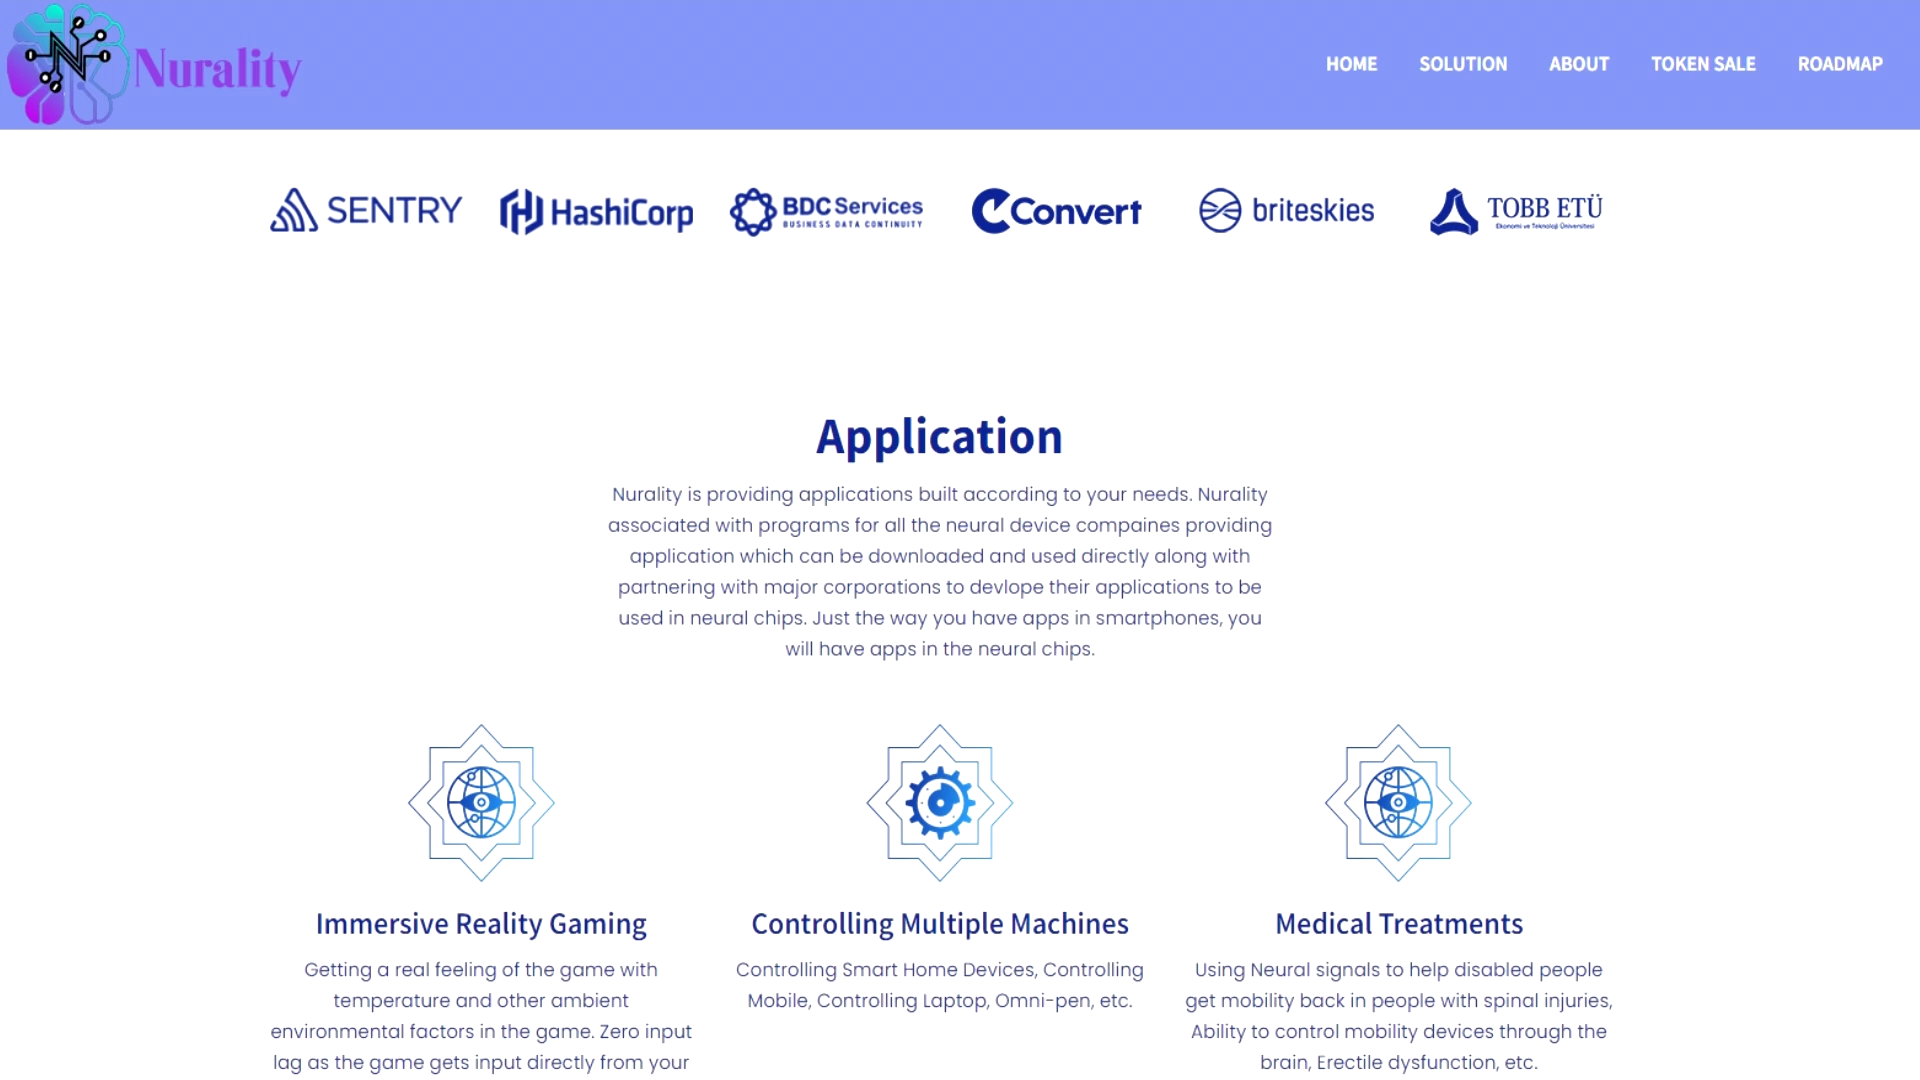 Nurality
HOME SOLUTION ABOUT TOKEN SALE ROADMAP
SENTRY HashiCorp BDC Services Convert briteskies TOBB ETÜ
BUSINESS DATA CONTINUITY Ekonomi ve Teknoloji Üniversitesi
Application
Nurality is providing applications built according to your needs. Nurality
associated with programs for all the neural device compaines providing
application which can be downloaded and used directly along with
partnering with major corporations to devlope their applications to be
used in neural chips. Just the way you have apps in smartphones, you
will have apps in the neural chips.
Immersive Reality Gaming
Getting a real feeling of the game with
temperature and other ambient
environmental factors in the game. Zero input
lag as the game gets input directly from your
Controlling Multiple Machines
Controlling Smart Home Devices, Controlling
Mobile, Controlling Laptop, Omni-pen, etc.
Medical Treatments
Using Neural signals to help disabled people
get mobility back in people with spinal injuries,
Ability to control mobility devices through the
brain, Erectile dysfunction, etc.